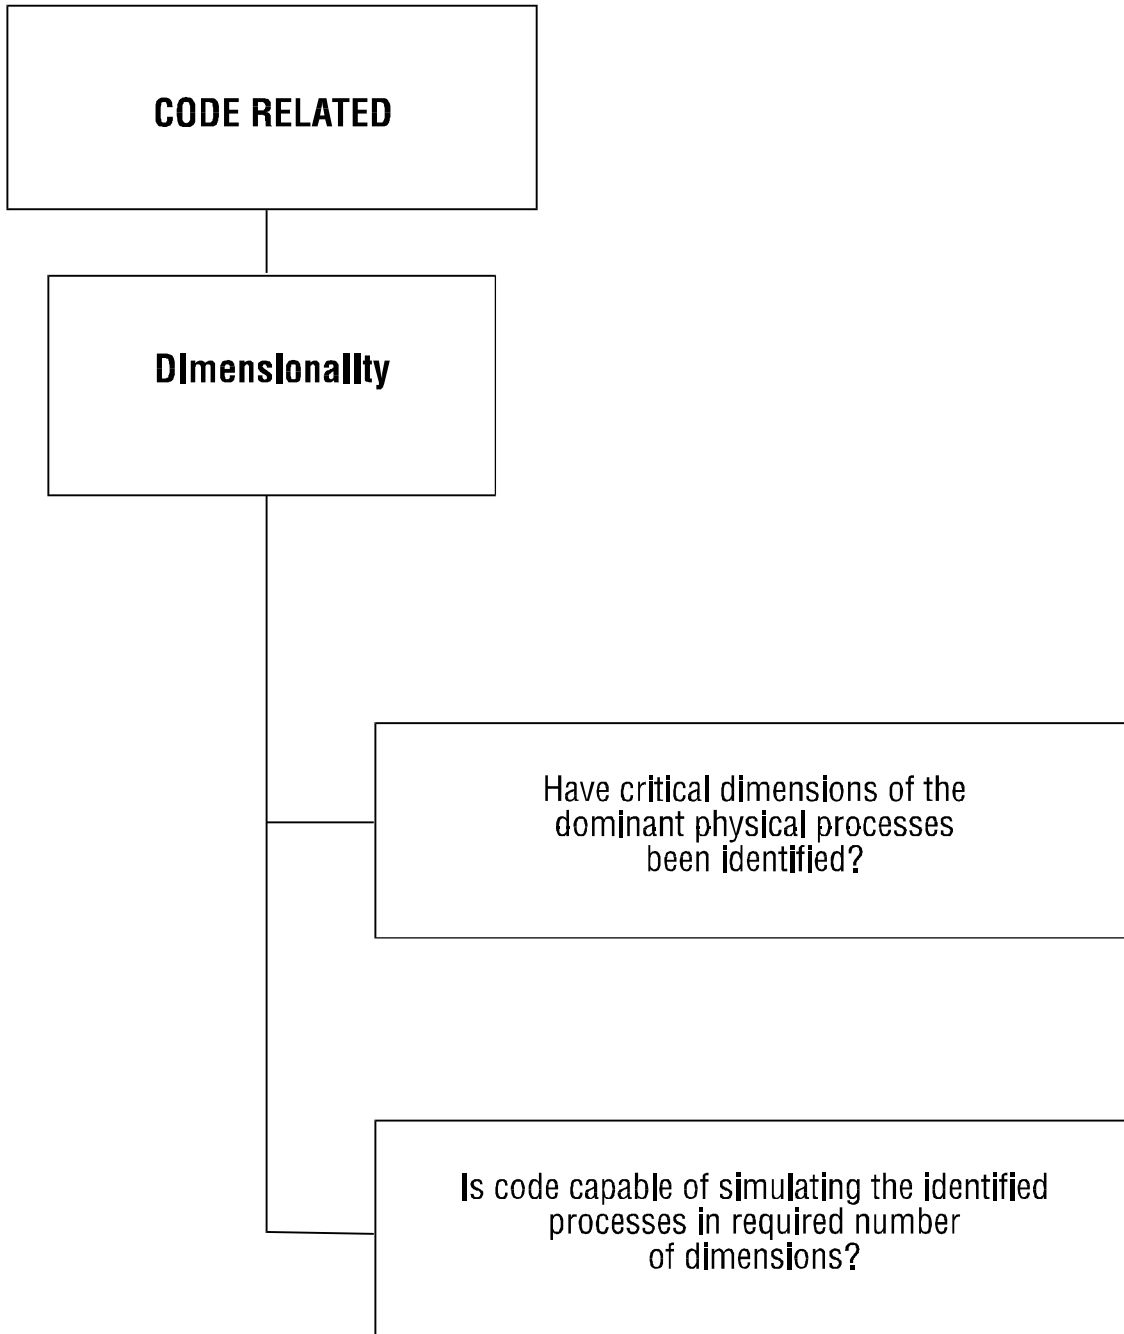 CODE RELATED
Dimensionality
Have critical dimensions of the
dominant physical processes
been identified?
Is code capable of simulating the identified
processes in required number
of dimensions?